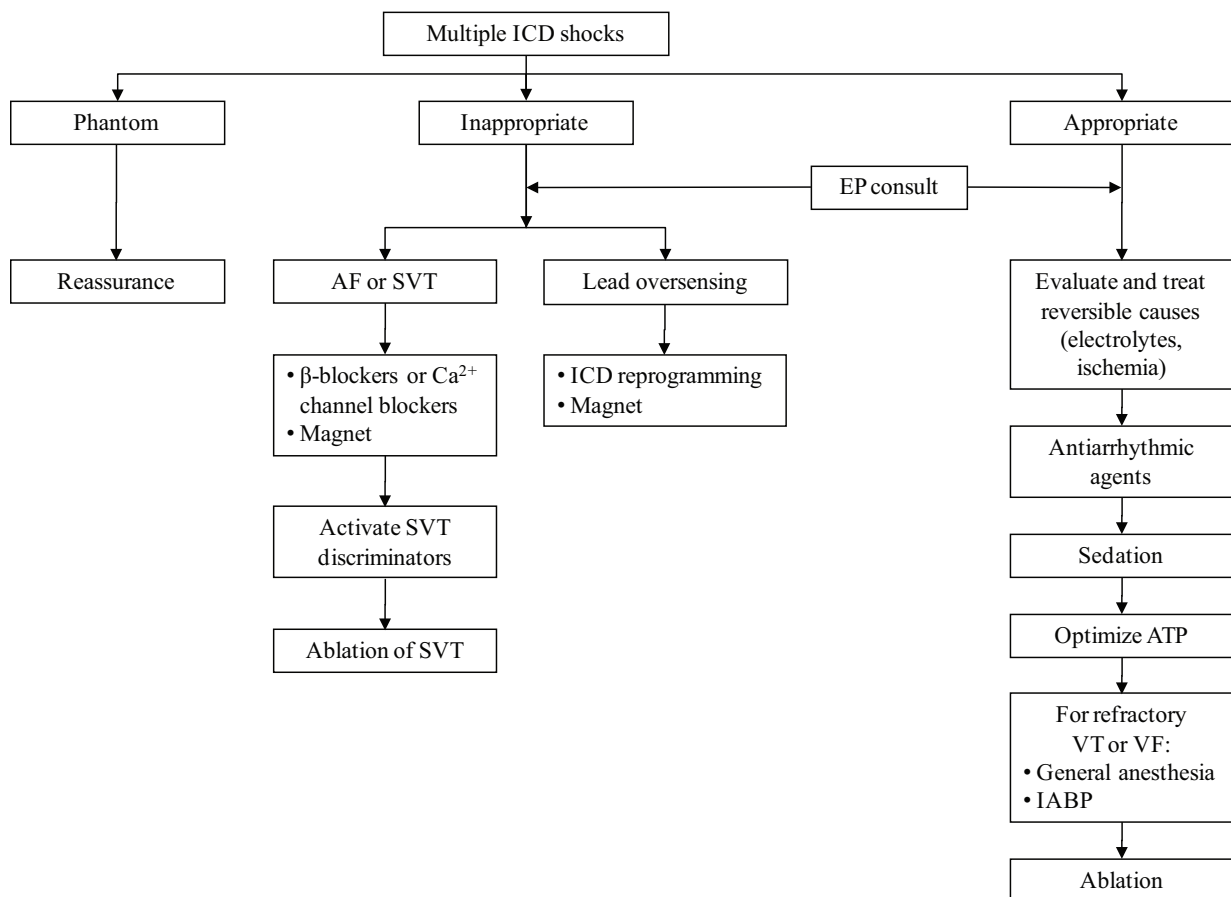 Multiple ICD shocks
Phantom
Inappropriate
Appropriate
EP consult
Reassurance
AF or SVT
Lead oversensing
Evaluate and treat
reversible causes
(electrolytes,
ischemia)
• β-blockers or Ca²⁺
channel blockers
• Magnet
• ICD reprogramming
• Magnet
Antiarrhythmic
agents
Activate SVT
discriminators
Sedation
Ablation of SVT
Optimize ATP
For refractory
VT or VF:
• General anesthesia
• IABP
Ablation